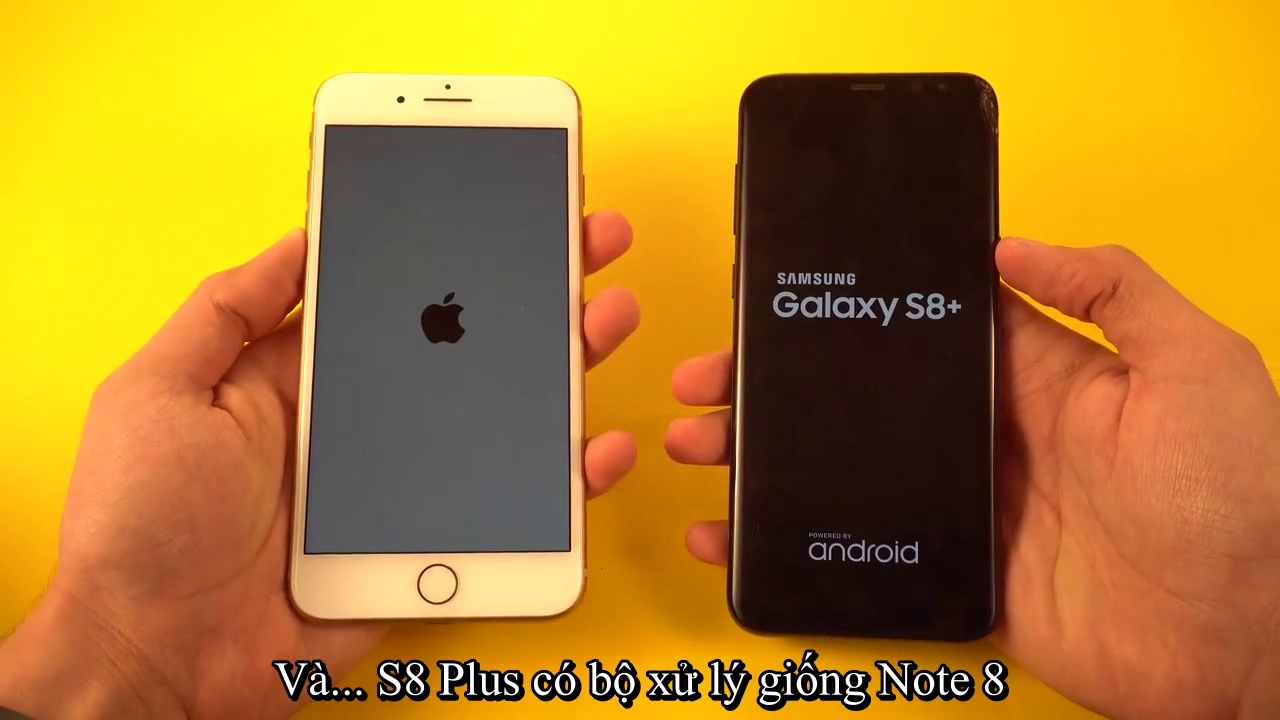 SAMSUNG
Galaxy S8+
POWERED BY
android
Và... S8 Plus có bộ xử lý giống Note 8